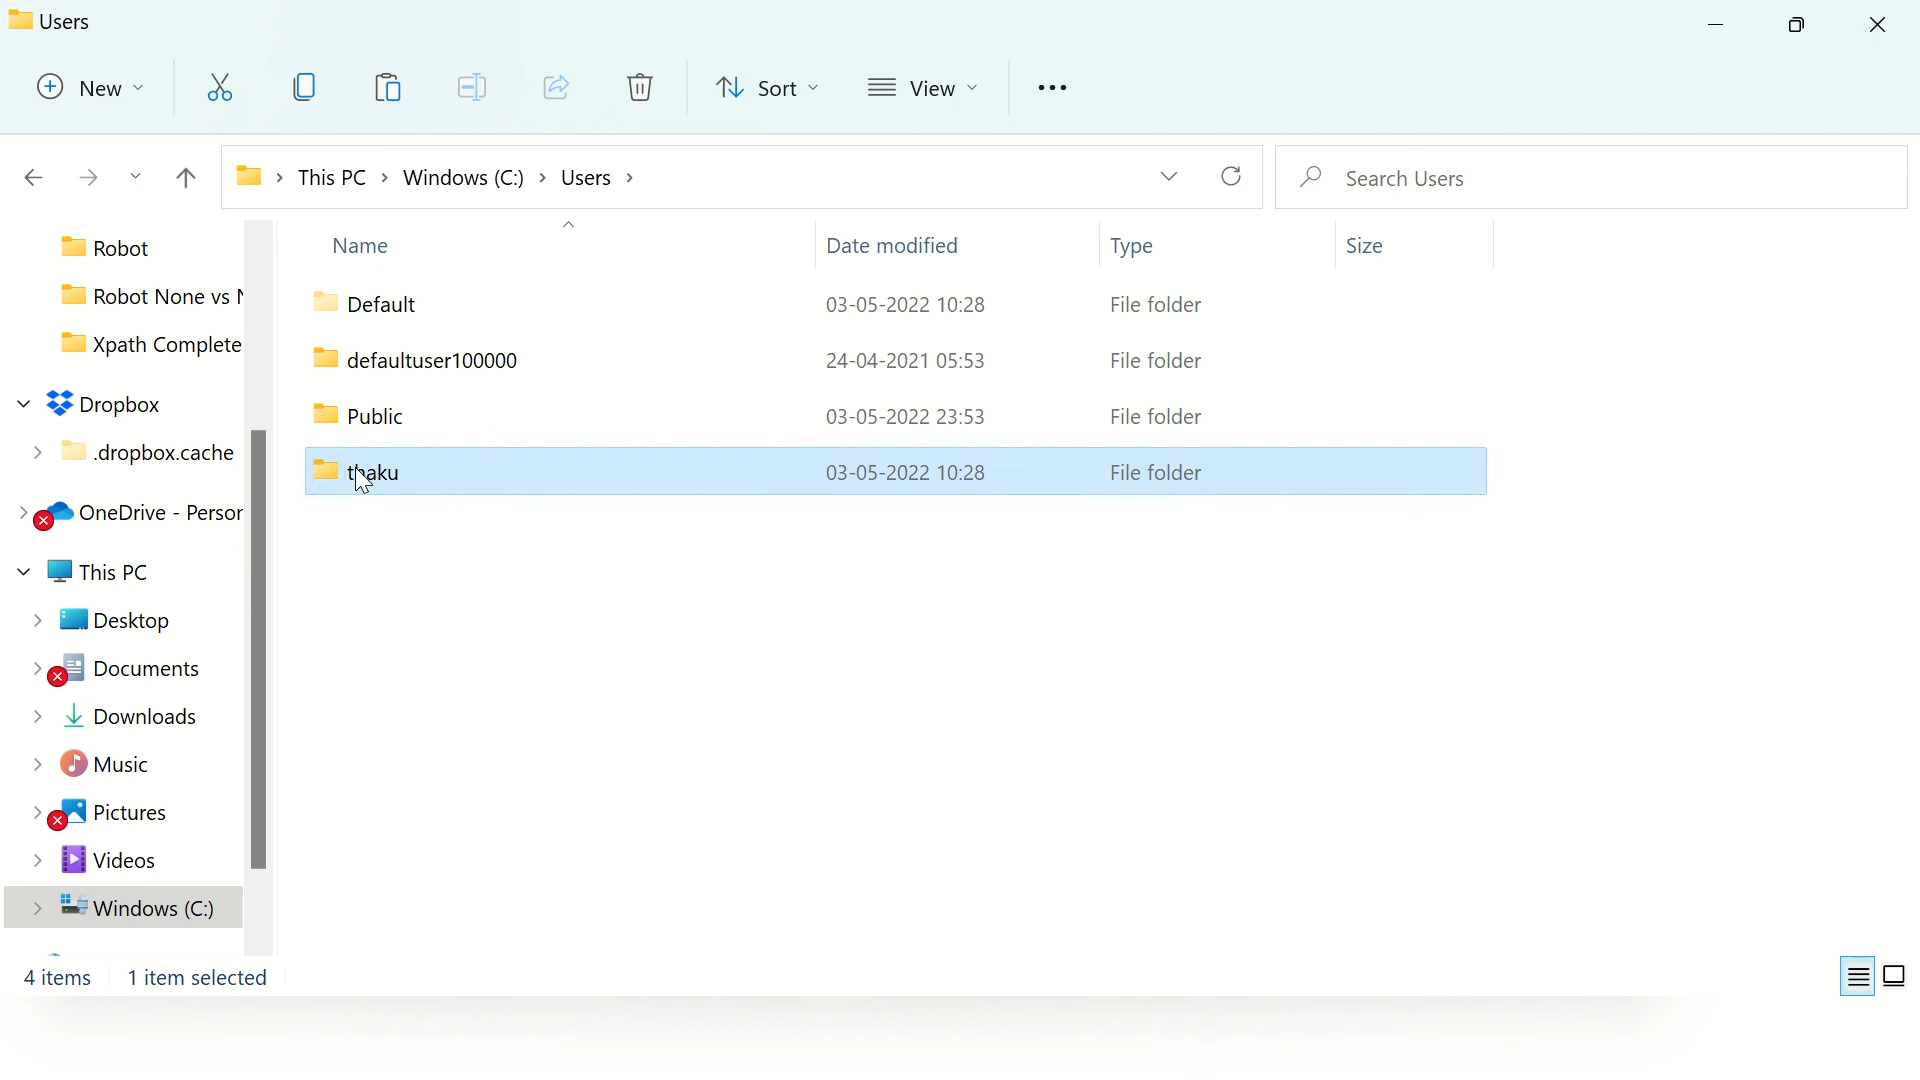 Users
New
Sort
View
This PC > Windows (C:) > Users >
Search Users
Robot
Robot None vs N
Xpath Complete
Dropbox
.dropbox.cache
OneDrive - Persor
This PC
Desktop
Documents
Downloads
Music
Pictures
Videos
Windows (C:)
Name Date modified Type Size
Default 03-05-2022 10:28 File folder
defaultuser100000 24-04-2021 05:53 File folder
Public 03-05-2022 23:53 File folder
thaku 03-05-2022 10:28 File folder
4 items 1 item selected